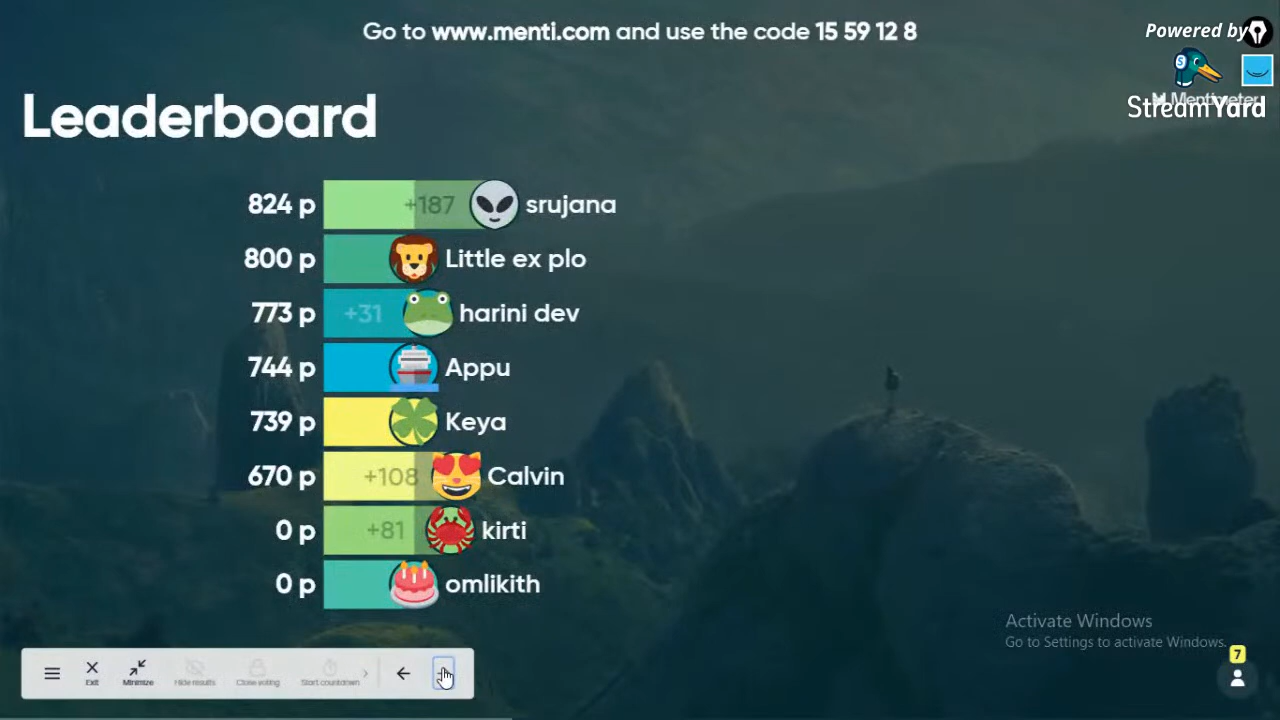 Go to www.menti.com and use the code 15 59 12 8
Powered by
Mentimeter
StreamYard
Leaderboard
824 p +187 srujana
800 p Little ex plo
773 p +31 harini dev
744 p Appu
739 p Keya
670 p +108 Calvin
0 p +81 kirti
0 p omlikith
Activate Windows
Go to Settings to activate Windows.
7
Exit Minimize Hide results Close voting Start countdown